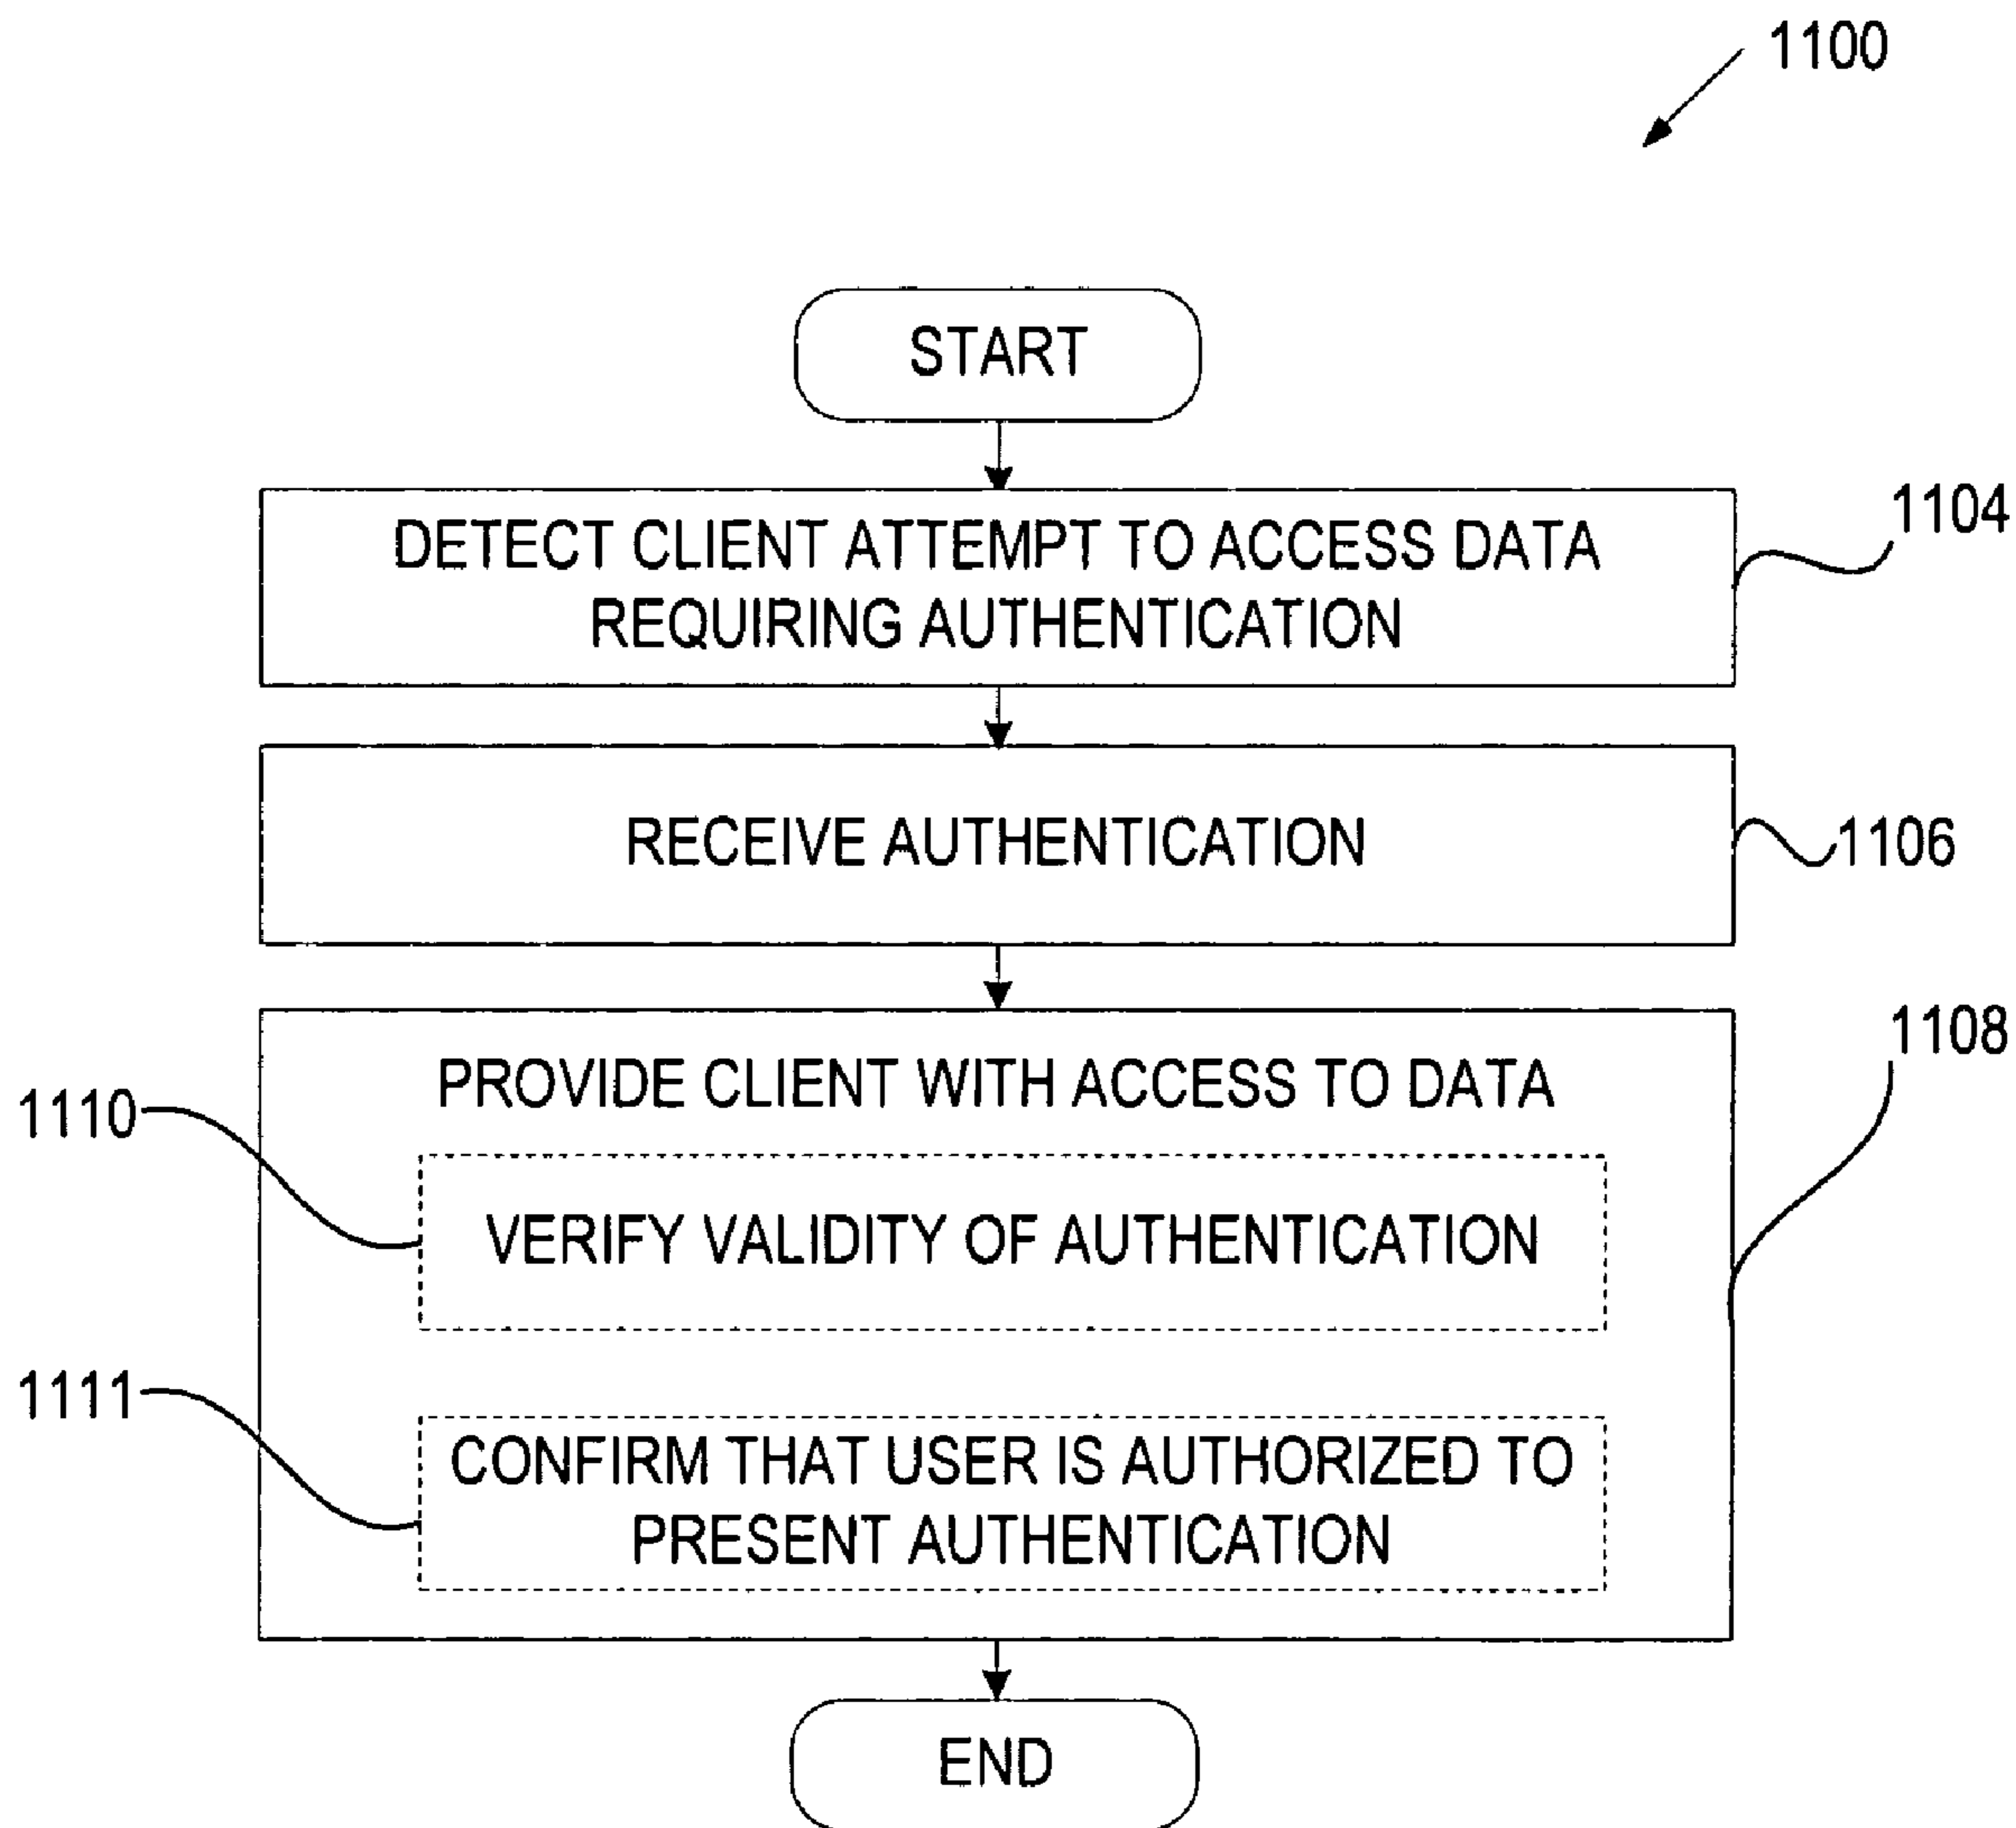 1100
START
DETECT CLIENT ATTEMPT TO ACCESS DATA
REQUIRING AUTHENTICATION
1104
RECEIVE AUTHENTICATION
1106
1108
PROVIDE CLIENT WITH ACCESS TO DATA
1110
VERIFY VALIDITY OF AUTHENTICATION
1111
CONFIRM THAT USER IS AUTHORIZED TO
PRESENT AUTHENTICATION
END